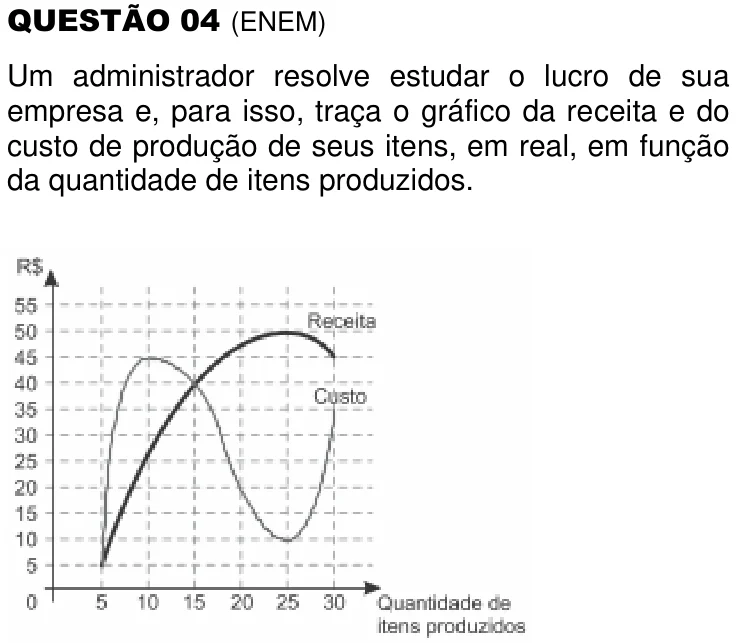 QUESTÃO 04 (ENEM)
Um administrador resolve estudar o lucro de sua
empresa e, para isso, traça o gráfico da receita e do
custo de produção de seus itens, em real, em função
da quantidade de itens produzidos.
R$
55
50
Receita
45
40
35
Custo
30
25
20
15
10
5
0 5 10 15 20 25 30 Quantidade de
itens produzidos